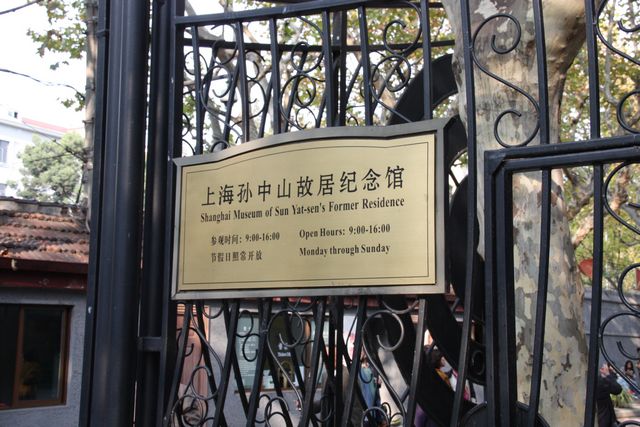 上海孙中山故居纪念馆
Shanghai Museum of Sun Yat-sen's Former Residence
参观时间：9:00-16:00
节假日照常开放
Open Hours: 9:00-16:00
Monday through Sunday